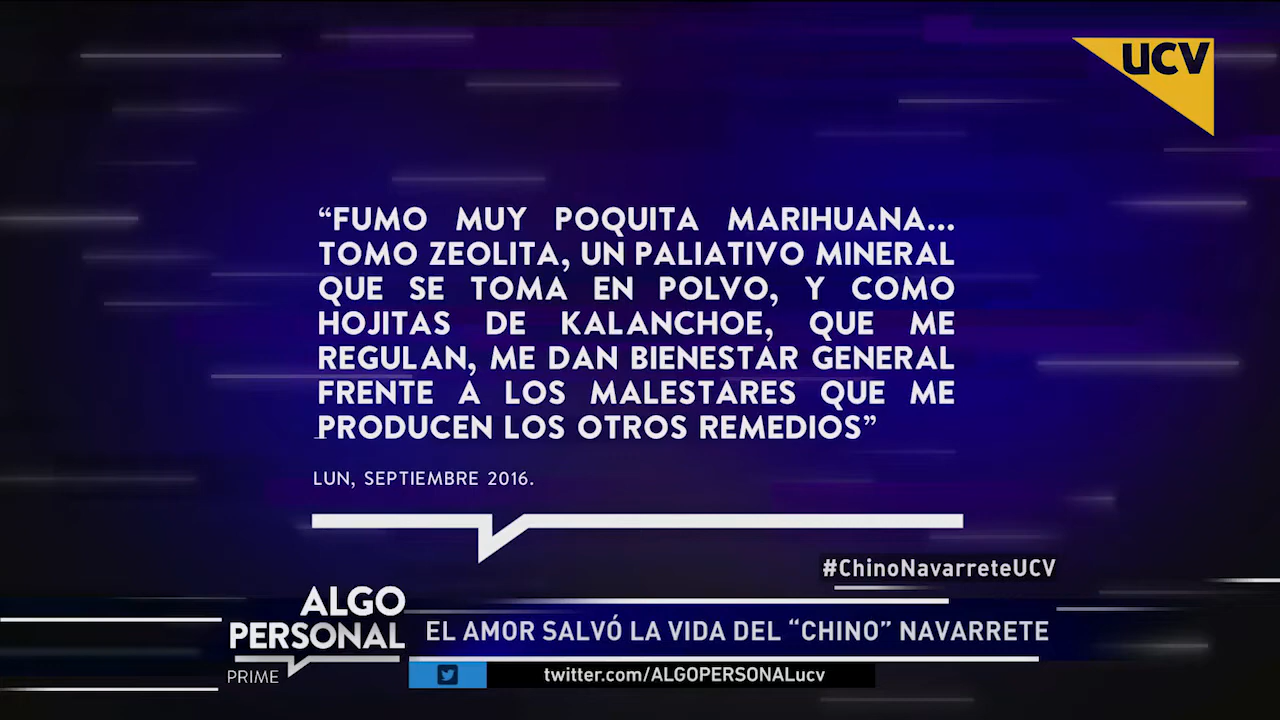 UCV
“FUMO MUY POQUITA MARIHUANA...
TOMO ZEOLITA, UN PALIATIVO MINERAL
QUE SE TOMA EN POLVO, Y COMO
HOJITAS DE KALANCHOE, QUE ME
REGULAN, ME DAN BIENESTAR GENERAL
FRENTE A LOS MALESTARES QUE ME
PRODUCEN LOS OTROS REMEDIOS”
LUN, SEPTIEMBRE 2016.
#ChinoNavarreteUCV
ALGO
PERSONAL
PRIME
EL AMOR SALVÓ LA VIDA DEL “CHINO” NAVARRETE
twitter.com/ALGOPERSONALucv